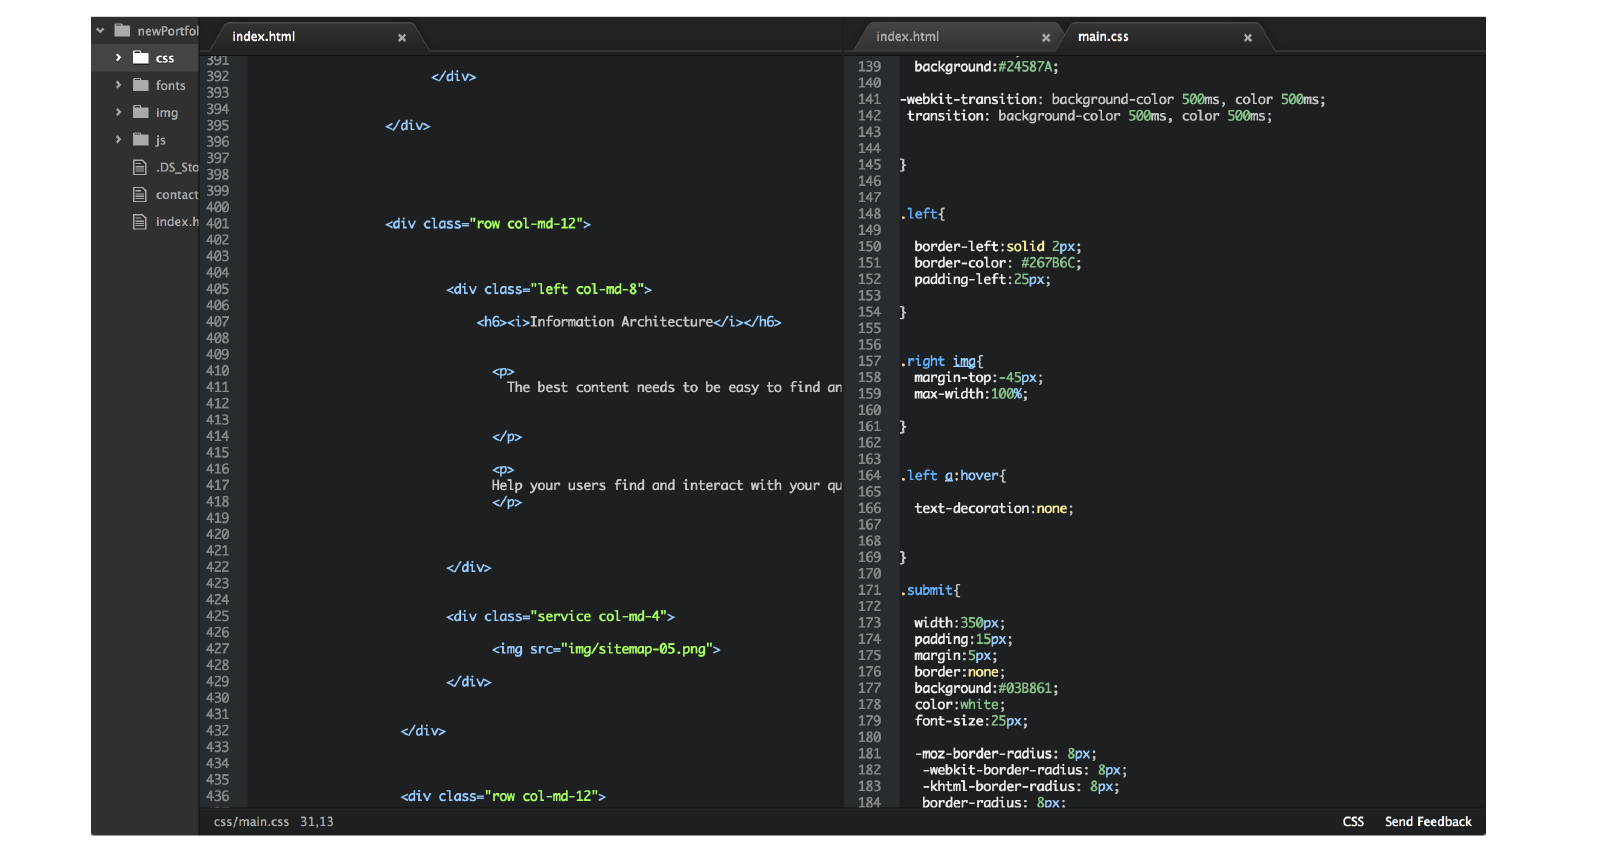 newPortfol
css
fonts
img
js
.DS_Sto
contact
index.h
index.html
391
392 </div>
393
394
395 </div>
396
397
398
399
400
401 <div class="row col-md-12">
402
403
404
405 <div class="left col-md-8">
406
407 <h6><i>Information Architecture</i></h6>
408
409
410 <p>
411 The best content needs to be easy to find an
412
413
414 </p>
415
416 <p>
417 Help your users find and interact with your qu
418 </p>
419
420
421
422 </div>
423
424
425 <div class="service col-md-4">
426
427 <img src="img/sitemap-05.png">
428
429 </div>
430
431
432 </div>
433
434
435
436 <div class="row col-md-12">
index.html
main.css
139 background:#24587A;
140
141 -webkit-transition: background-color 500ms, color 500ms;
142 transition: background-color 500ms, color 500ms;
143
144
145 }
146
147
148 .left{
149
150 border-left:solid 2px;
151 border-color: #267B6C;
152 padding-left:25px;
153
154 }
155
156
157 .right img{
158 margin-top:-45px;
159 max-width:100%;
160
161 }
162
163
164 .left a:hover{
165
166 text-decoration:none;
167
168
169 }
170
171 .submit{
172
173 width:350px;
174 padding:15px;
175 margin:5px;
176 border:none;
177 background:#03B861;
178 color:white;
179 font-size:25px;
180
181 -moz-border-radius: 8px;
182 -webkit-border-radius: 8px;
183 -khtml-border-radius: 8px;
184 border-radius: 8px;
css/main.css 31,13
CSS Send Feedback